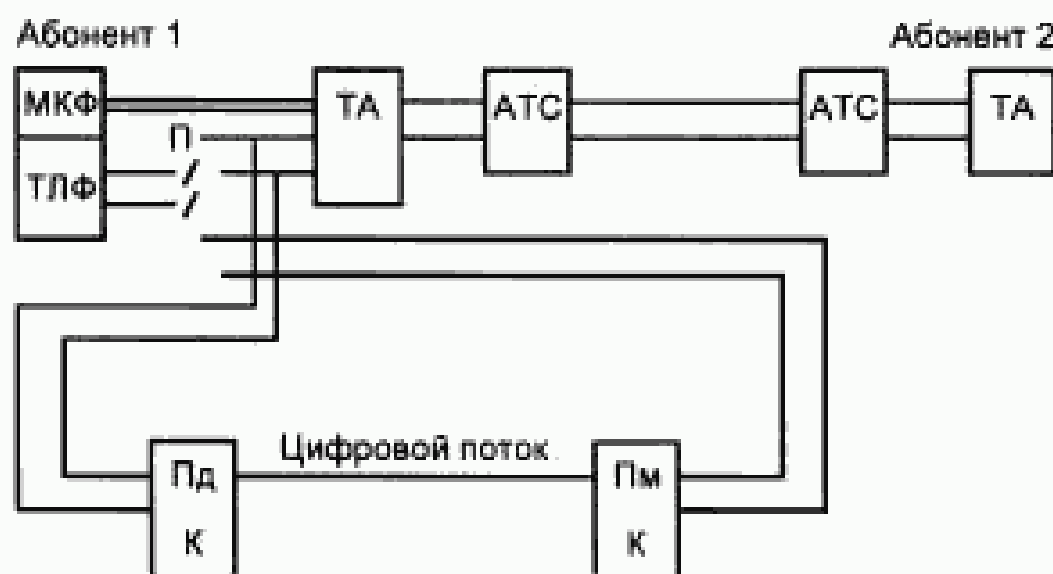 Абонент 1
Абонент 2
МКФ
ТА
АТС
АТС
ТА
П
ТЛФ
Цифровой поток
Пд
Пм
К
К